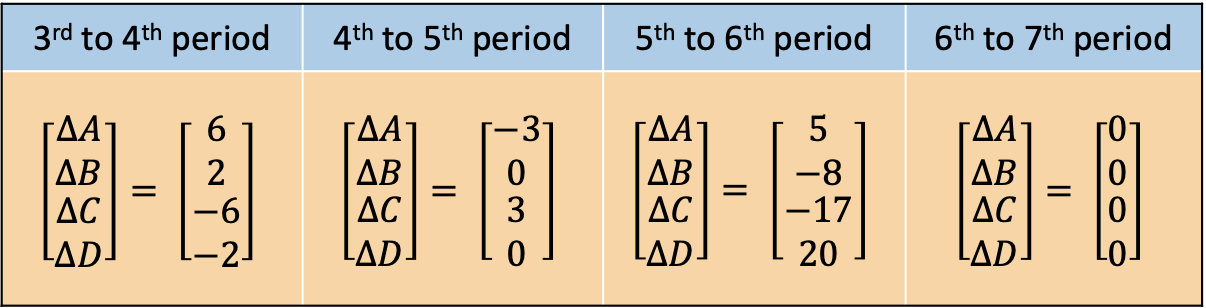 3rd to 4th period
4th to 5th period
5th to 6th period
6th to 7th period
[ΔA ΔB ΔC ΔD] = [6 2 −6 −2]
[ΔA ΔB ΔC ΔD] = [−3 0 3 0]
[ΔA ΔB ΔC ΔD] = [5 −8 −17 20]
[ΔA ΔB ΔC ΔD] = [0 0 0 0]